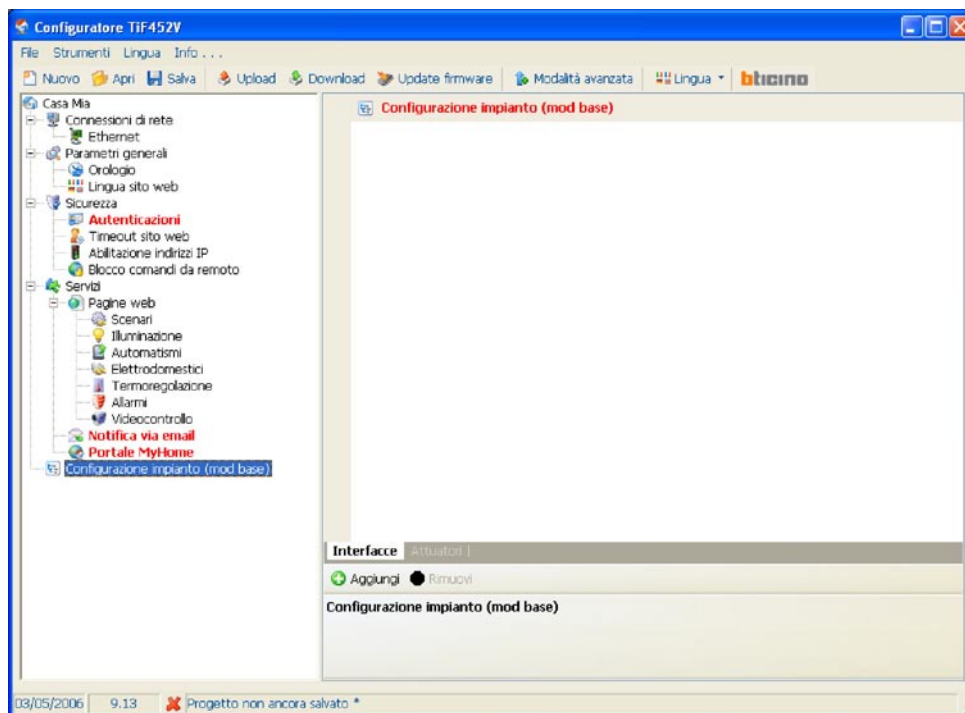 Configuratore TiF452V
File Strumenti Lingua Info . . .
Nuovo Apri Salva Upload Download Update firmware Modalità avanzata Lingua bticino
Casa Mia
Connessioni di rete
Ethernet
Parametri generali
Orologio
Lingua sito web
Sicurezza
Autenticazioni
Timeout sito web
Abilitazione indirizzi IP
Blocco comandi da remoto
Servizi
Pagine web
Scenari
Illuminazione
Automatismi
Elettrodomestici
Termoregolazione
Allarmi
Videocontrollo
Notifica via email
Portale MyHome
Configurazione impianto (mod base)
Configurazione impianto (mod base)
Interfacce Attuatori
Aggiungi Rimuovi
Configurazione impianto (mod base)
03/05/2006 9.13 Progetto non ancora salvato *